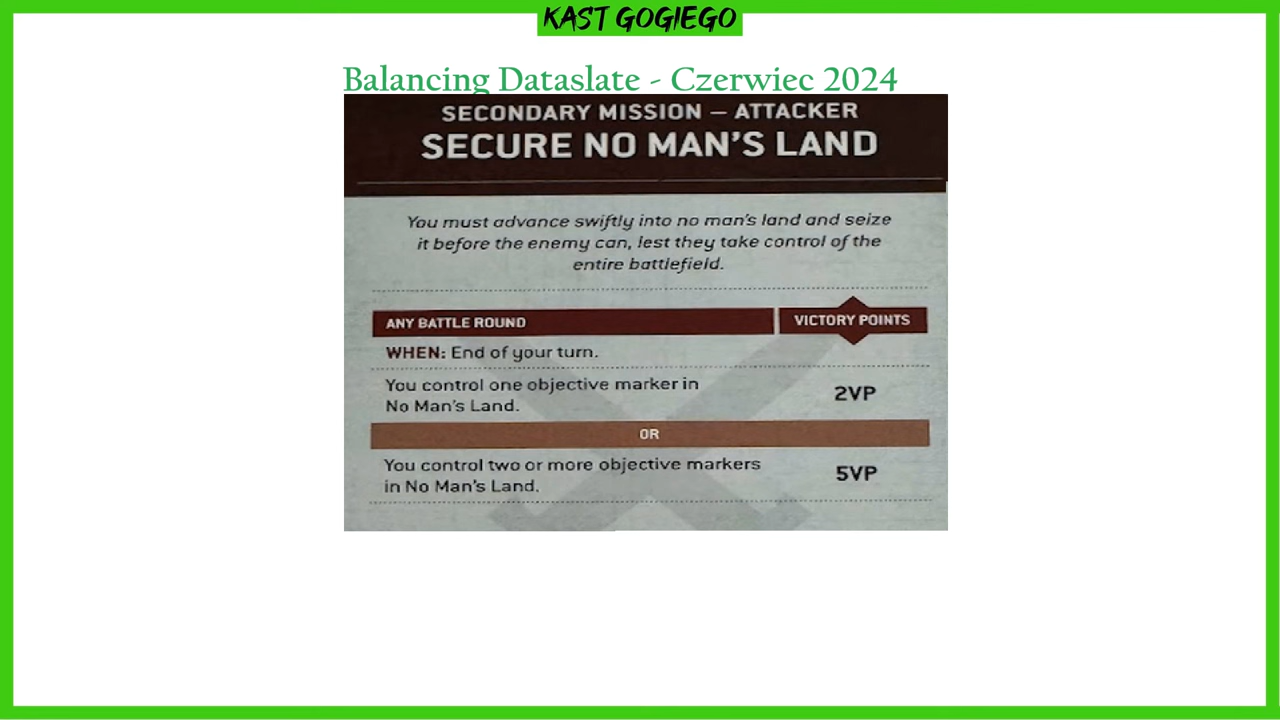 KAST GOGIEGO
Balancing Dataslate - Czerwiec 2024
SECONDARY MISSION – ATTACKER
SECURE NO MAN'S LAND
You must advance swiftly into no man's land and seize
it before the enemy can, lest they take control of the
entire battlefield.
ANY BATTLE ROUND
VICTORY POINTS
WHEN: End of your turn.
You control one objective marker in
No Man's Land.
2VP
OR
You control two or more objective markers
in No Man's Land.
5VP